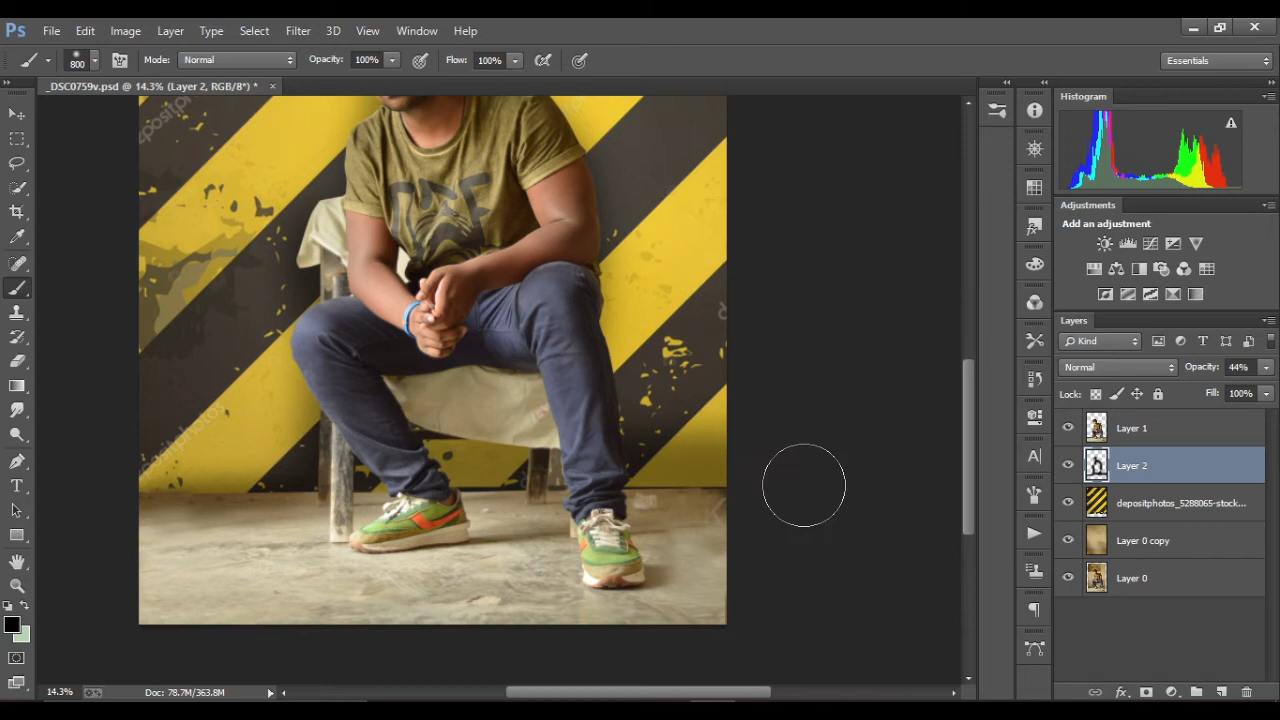 Ps File Edit Image Layer Type Select Filter 3D View Window Help
800 Mode: Normal Opacity: 100% Flow: 100% Essentials
_DSC0759v.psd @ 14.3% (Layer 2, RGB/8*) * ×
Histogram
Adjustments
Add an adjustment
Layers
Kind
Normal Opacity: 44%
Lock: Fill: 100%
Layer 1
Layer 2
depositphotos_5288065-stock...
Layer 0 copy
Layer 0
depositphotos
14.3% Doc: 78.7M/363.8M